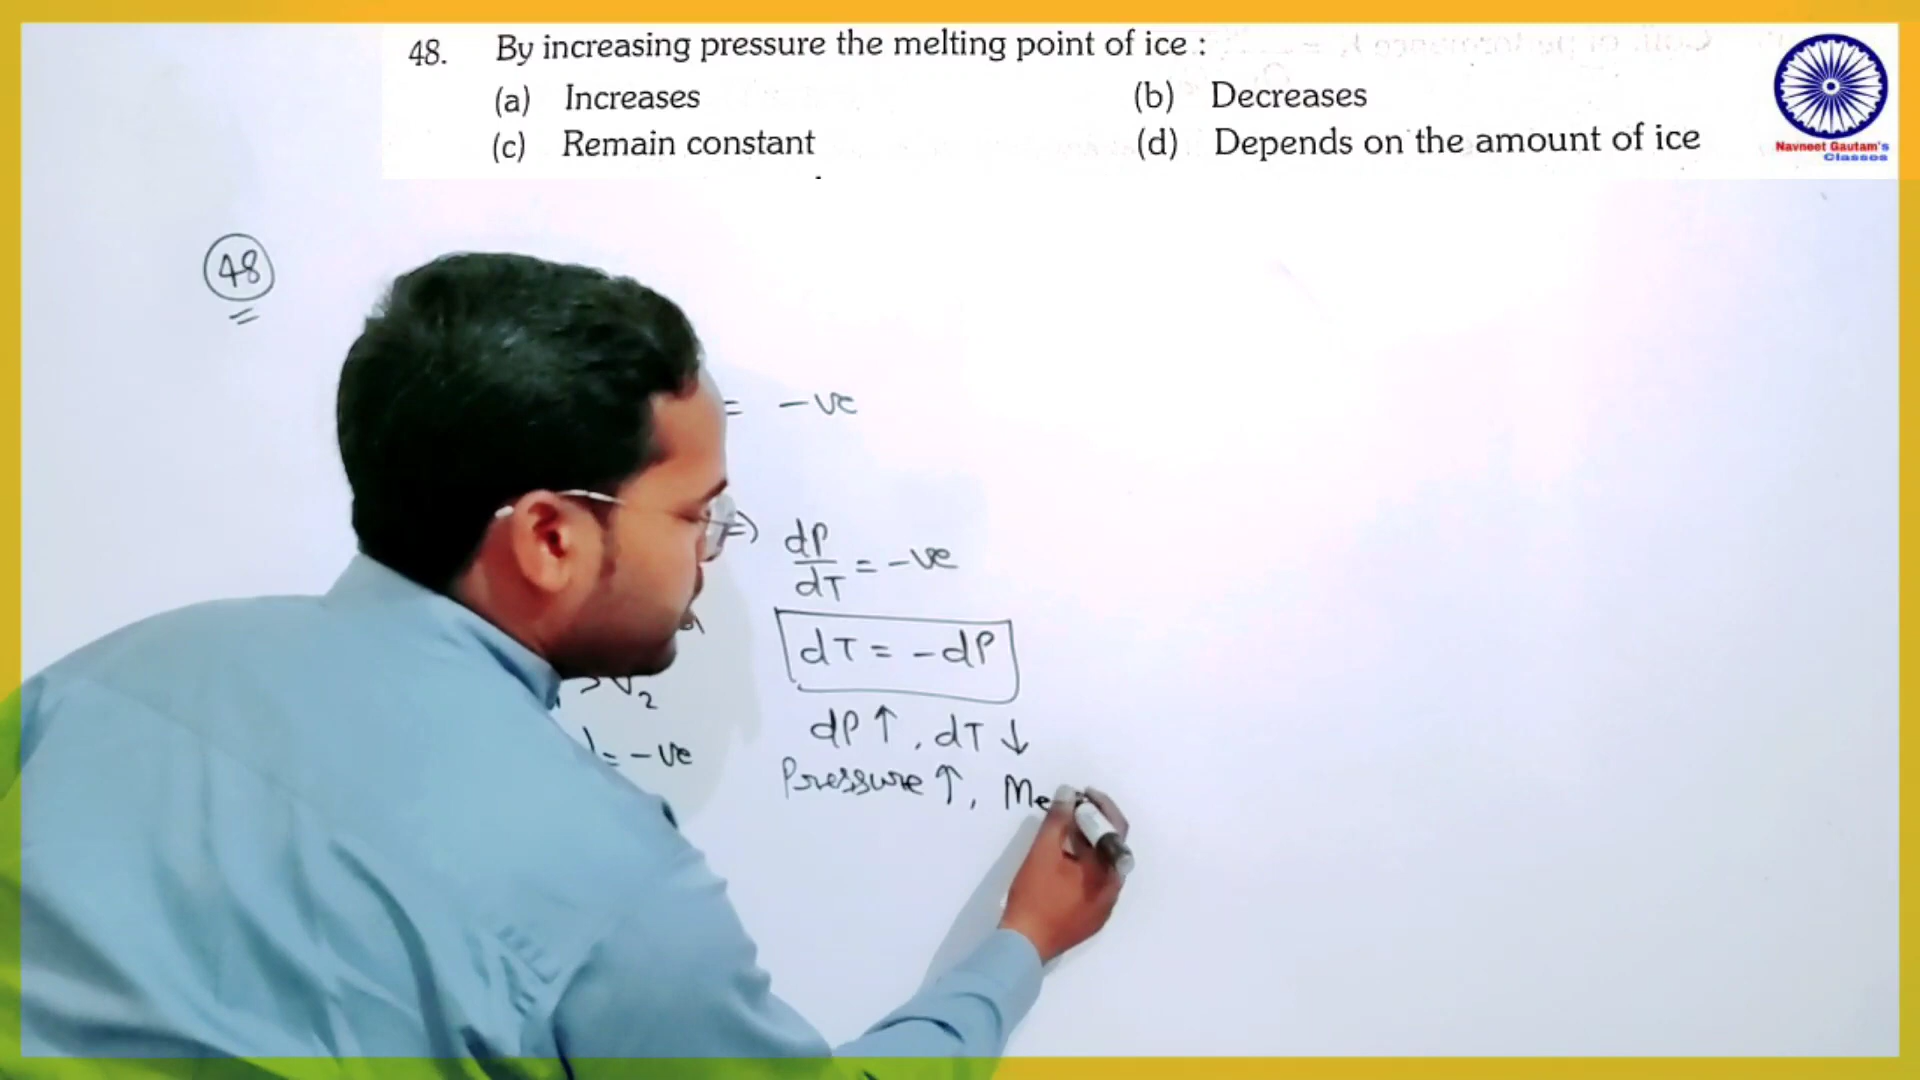 48. By increasing pressure the melting point of ice :
(a) Increases (b) Decreases
(c) Remain constant (d) Depends on the amount of ice
Navneet Gautam's
Classes
48
= -ve
=> dP/dT = -ve
dT = -dP
> V2
= -ve
dP ↑, dT ↓
Pressure ↑, Me